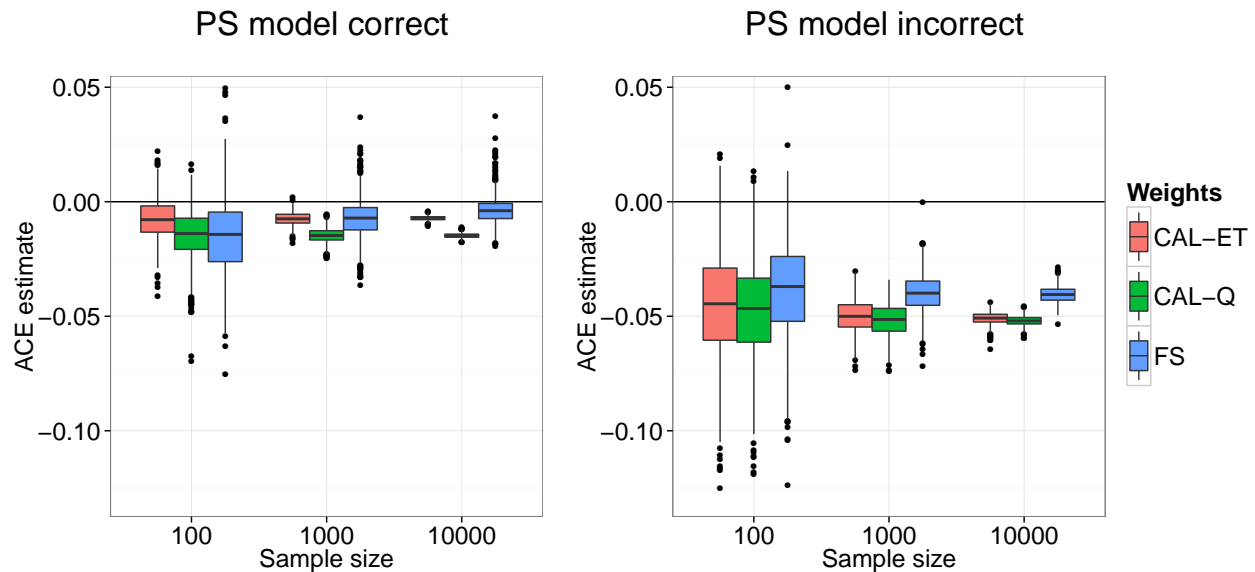 PS model correct
ACE estimate
0.05
0.00
−0.05
−0.10
100
1000
10000
Sample size
PS model incorrect
ACE estimate
0.05
0.00
−0.05
−0.10
100
1000
10000
Sample size
Weights
CAL−ET
CAL−Q
FS